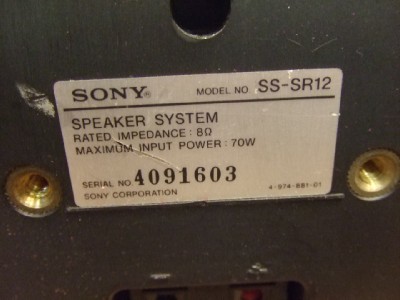 SONY® MODEL NO. SS-SR12
SPEAKER SYSTEM
RATED IMPEDANCE : 8Ω
MAXIMUM INPUT POWER : 70W
SERIAL NO. 4091603
SONY CORPORATION 4-974-881-01